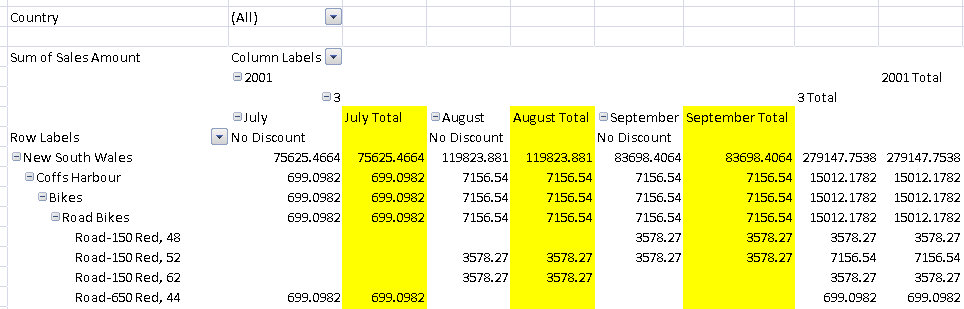 Country (All)
Sum of Sales Amount Column Labels
2001 2001 Total
3 3 Total
July July Total August August Total September September Total
Row Labels No Discount No Discount No Discount
New South Wales 75625.4664 75625.4664 119823.881 119823.881 83698.4064 83698.4064 279147.7538 279147.7538
Coffs Harbour 699.0982 699.0982 7156.54 7156.54 7156.54 7156.54 15012.1782 15012.1782
Bikes 699.0982 699.0982 7156.54 7156.54 7156.54 7156.54 15012.1782 15012.1782
Road Bikes 699.0982 699.0982 7156.54 7156.54 7156.54 7156.54 15012.1782 15012.1782
Road-150 Red, 48 3578.27 3578.27 3578.27 3578.27
Road-150 Red, 52 3578.27 3578.27 3578.27 3578.27 7156.54 7156.54
Road-150 Red, 62 3578.27 3578.27 3578.27 3578.27
Road-650 Red, 44 699.0982 699.0982 699.0982 699.0982